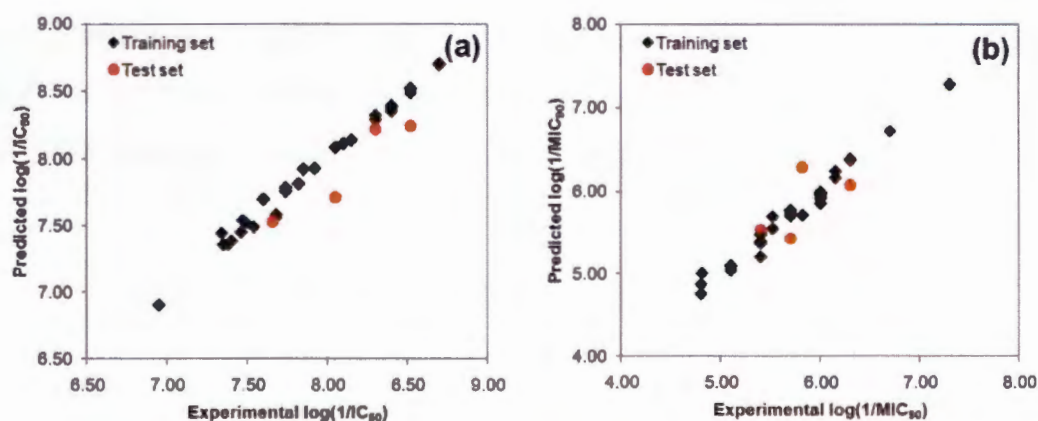 9.00
8.50
8.00
7.50
7.00
6.50
Predicted log(1/IC₅₀)
Training set
Test set
(a)
6.50 7.00 7.50 8.00 8.50 9.00
Experimental log(1/IC₅₀)
8.00
7.00
6.00
5.00
4.00
Predicted log(1/MIC₉₀)
Training set
Test set
(b)
4.00 5.00 6.00 7.00 8.00
Experimental log(1/MIC₉₀)